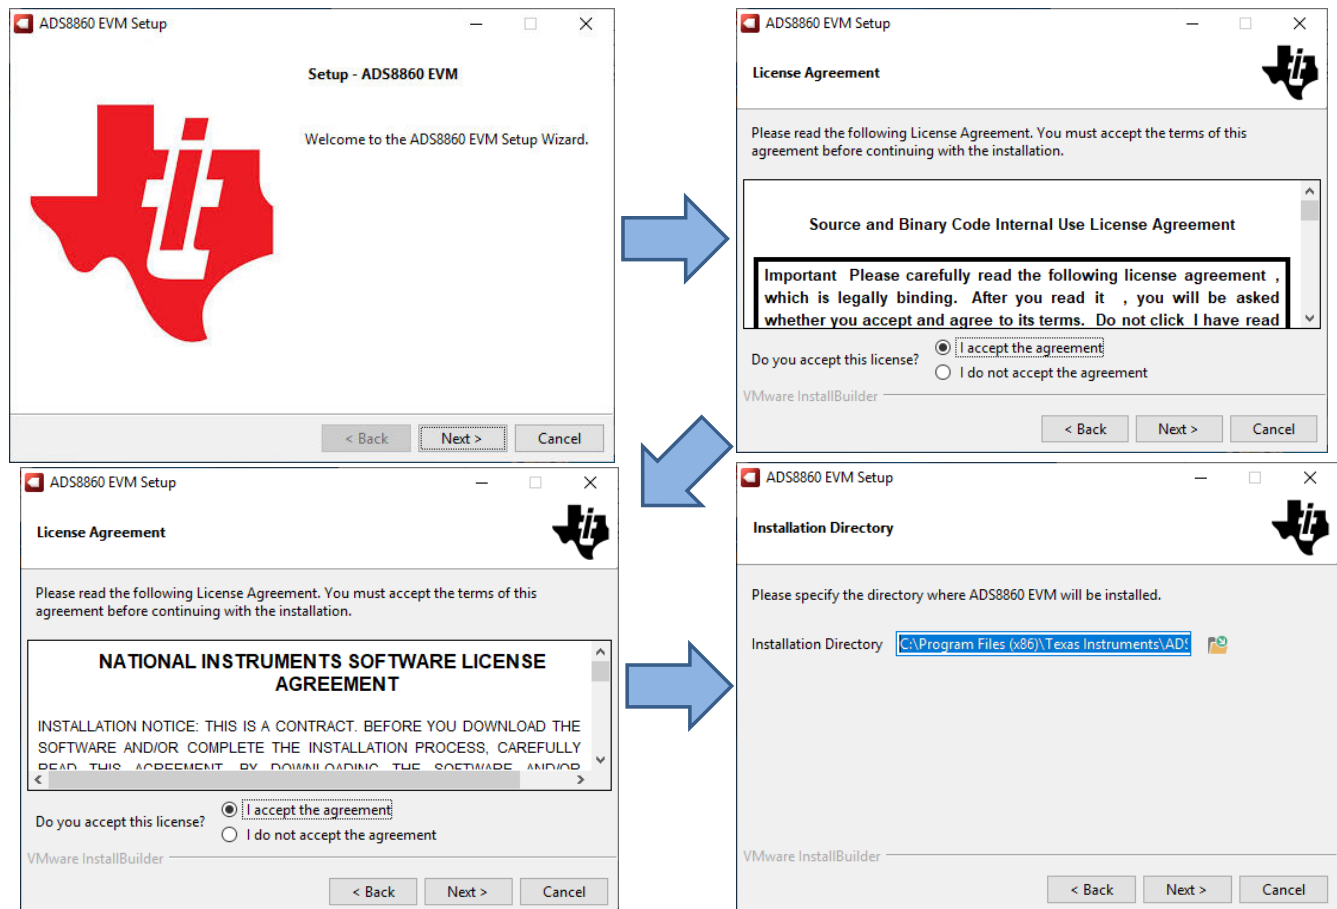 ADS8860 EVM Setup
Setup - ADS8860 EVM
Welcome to the ADS8860 EVM Setup Wizard.
< Back
Next >
Cancel
ADS8860 EVM Setup
License Agreement
Please read the following License Agreement. You must accept the terms of this
agreement before continuing with the installation.
Source and Binary Code Internal Use License Agreement
Important Please carefully read the following license agreement ,
which is legally binding. After you read it , you will be asked
whether you accept and agree to its terms. Do not click I have read
Do you accept this license?
I accept the agreement
I do not accept the agreement
VMware InstallBuilder
< Back
Next >
Cancel
ADS8860 EVM Setup
License Agreement
Please read the following License Agreement. You must accept the terms of this
agreement before continuing with the installation.
NATIONAL INSTRUMENTS SOFTWARE LICENSE
AGREEMENT
INSTALLATION NOTICE: THIS IS A CONTRACT. BEFORE YOU DOWNLOAD THE
SOFTWARE AND/OR COMPLETE THE INSTALLATION PROCESS, CAREFULLY
READ THIS AGREEMENT. BY DOWNLOADING THE SOFTWARE AND/OR
Do you accept this license?
I accept the agreement
I do not accept the agreement
VMware InstallBuilder
< Back
Next >
Cancel
ADS8860 EVM Setup
Installation Directory
Please specify the directory where ADS8860 EVM will be installed.
Installation Directory
C:\Program Files (x86)\Texas Instruments\ADS
VMware InstallBuilder
< Back
Next >
Cancel